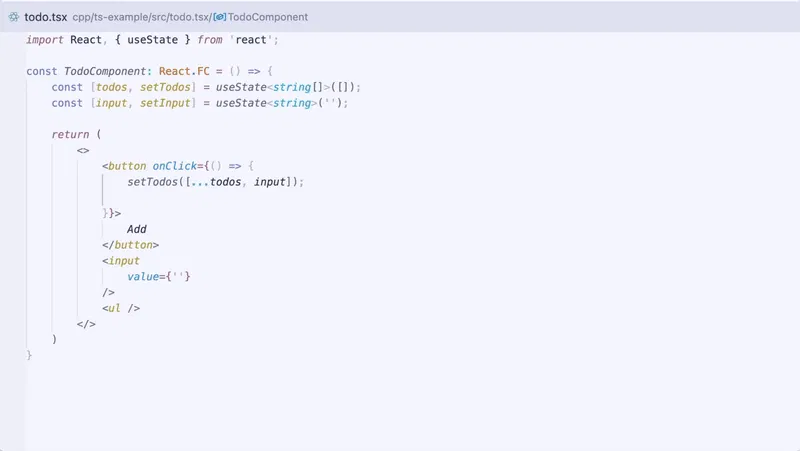 todo.tsx cpp/ts-example/src/todo.tsx/TodoComponent
import React, { useState } from 'react';
const TodoComponent: React.FC = () => {
const [todos, setTodos] = useState<string[]>([]);
const [input, setInput] = useState<string>('');
return (
<>
<button onClick={() => {
setTodos([...todos, input]);
}}>
Add
</button>
<input
value={''}
/>
<ul />
</>
)
}